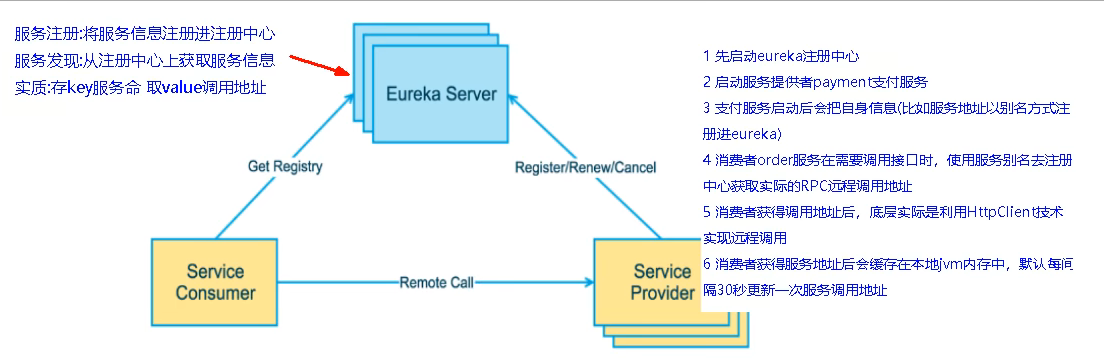 服务注册:将服务信息注册进注册中心
服务发现:从注册中心上获取服务信息
实质:存key服务命 取value调用地址
Eureka Server
Get Registry
Register/Renew/Cancel
Service
Consumer
Remote Call
Service
Provider
1 先启动eureka注册中心
2 启动服务提供者payment支付服务
3 支付服务启动后会把自身信息(比如服务地址以别名方式注
册进eureka)
4 消费者order服务在需要调用接口时，使用服务别名去注册
中心获取实际的RPC远程调用地址
5 消费者获得调用地址后，底层实际是利用HttpClient技术
实现远程调用
6 消费者获得服务地址后会缓存在本地jvm内存中，默认每间
隔30秒更新一次服务调用地址